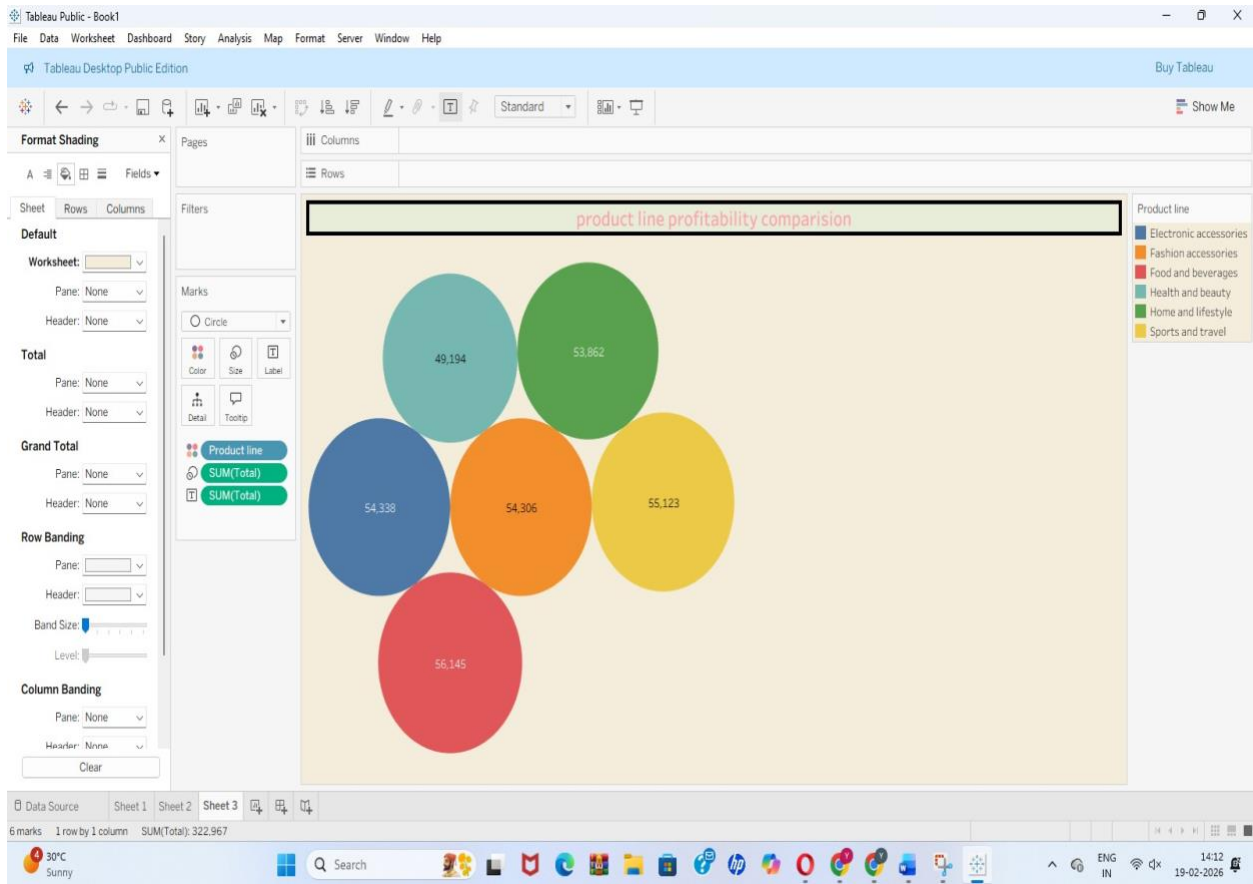 Tableau Public - Book1
File Data Worksheet Dashboard Story Analysis Map Format Server Window Help
Tableau Desktop Public Edition Buy Tableau
Standard Show Me
Format Shading
A Fields
Sheet Rows Columns
Default
Worksheet:
Pane: None
Header: None
Total
Pane: None
Header: None
Grand Total
Pane: None
Header: None
Row Banding
Pane:
Header:
Band Size:
Level:
Column Banding
Pane: None
Header: None
Clear
Pages
Filters
Marks
Circle
Color Size Label
Detail Tooltip
Product line
SUM(Total)
SUM(Total)
Columns
Rows
product line profitability comparision
49,194
53,862
54,338
54,306
55,123
56,145
Product line
Electronic accessories
Fashion accessories
Food and beverages
Health and beauty
Home and lifestyle
Sports and travel
Data Source Sheet 1 Sheet 2 Sheet 3
6 marks 1 row by 1 column SUM(Total): 322,967
4 30°C
Sunny
Search
ENG
IN
14:12
19-02-2026